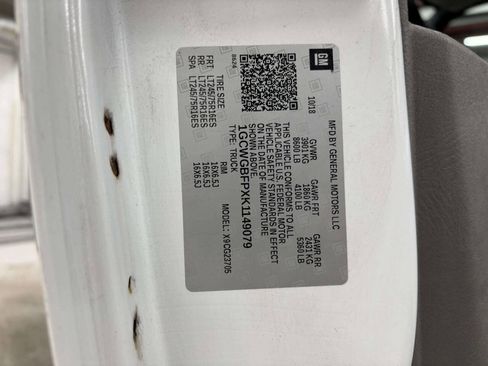 GM
MFD BY GENERAL MOTORS LLC
10/18 GVWR GAWR FRT GAWR RR
3901 KG 1860 KG 2431 KG
8600 LB 4100 LB 5360 LB
THIS VEHICLE CONFORMS TO ALL
APPLICABLE U.S. FEDERAL MOTOR
VEHICLE SAFETY STANDARDS IN EFFECT
ON THE DATE OF MANUFACTURE
SHOWN ABOVE.
1GCWGBFPXK1149079
TYPE: TRUCK MODEL: X9CG23705
TIRE SIZE RIM
8624
FRT: LT245/75R16ES 16X6.5J
RR: LT245/75R16ES 16X6.5J
SPA LT245/75R16ES 16X6.5J